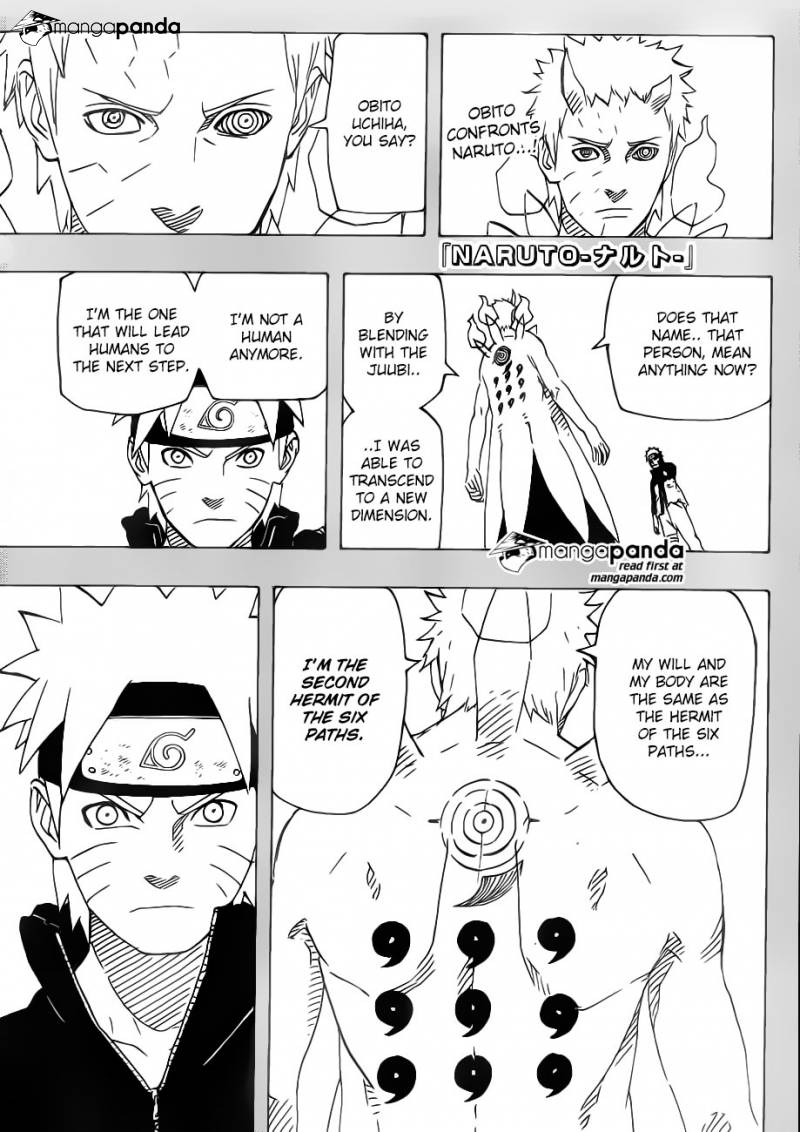 mangapanda
OBITO
CONFRONTS
NARUTO...!
OBITO
UCHIHA,
YOU SAY?
『NARUTO-ナルト-』
DOES THAT
NAME.. THAT
PERSON, MEAN
ANYTHING NOW?
BY
BLENDING
WITH THE
JUUBI..
..I WAS
ABLE TO
TRANSCEND
TO A NEW
DIMENSION.
I'M NOT A
HUMAN
ANYMORE.
I'M THE ONE
THAT WILL LEAD
HUMANS TO
THE NEXT STEP.
mangapanda
read first at
mangapanda.com
MY WILL AND
MY BODY ARE
THE SAME AS
THE HERMIT
OF THE SIX
PATHS...
I'M THE
SECOND
HERMIT OF
THE SIX
PATHS.